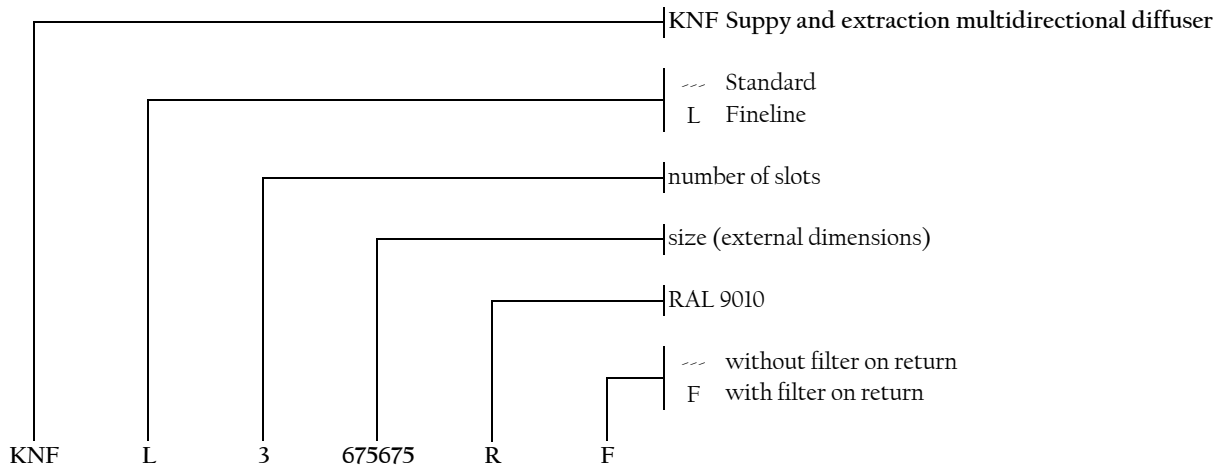 KNF Suppy and extraction multidirectional diffuser
--- Standard
L Fineline
number of slots
size (external dimensions)
RAL 9010
--- without filter on return
F with filter on return
KNF L 3 675675 R F